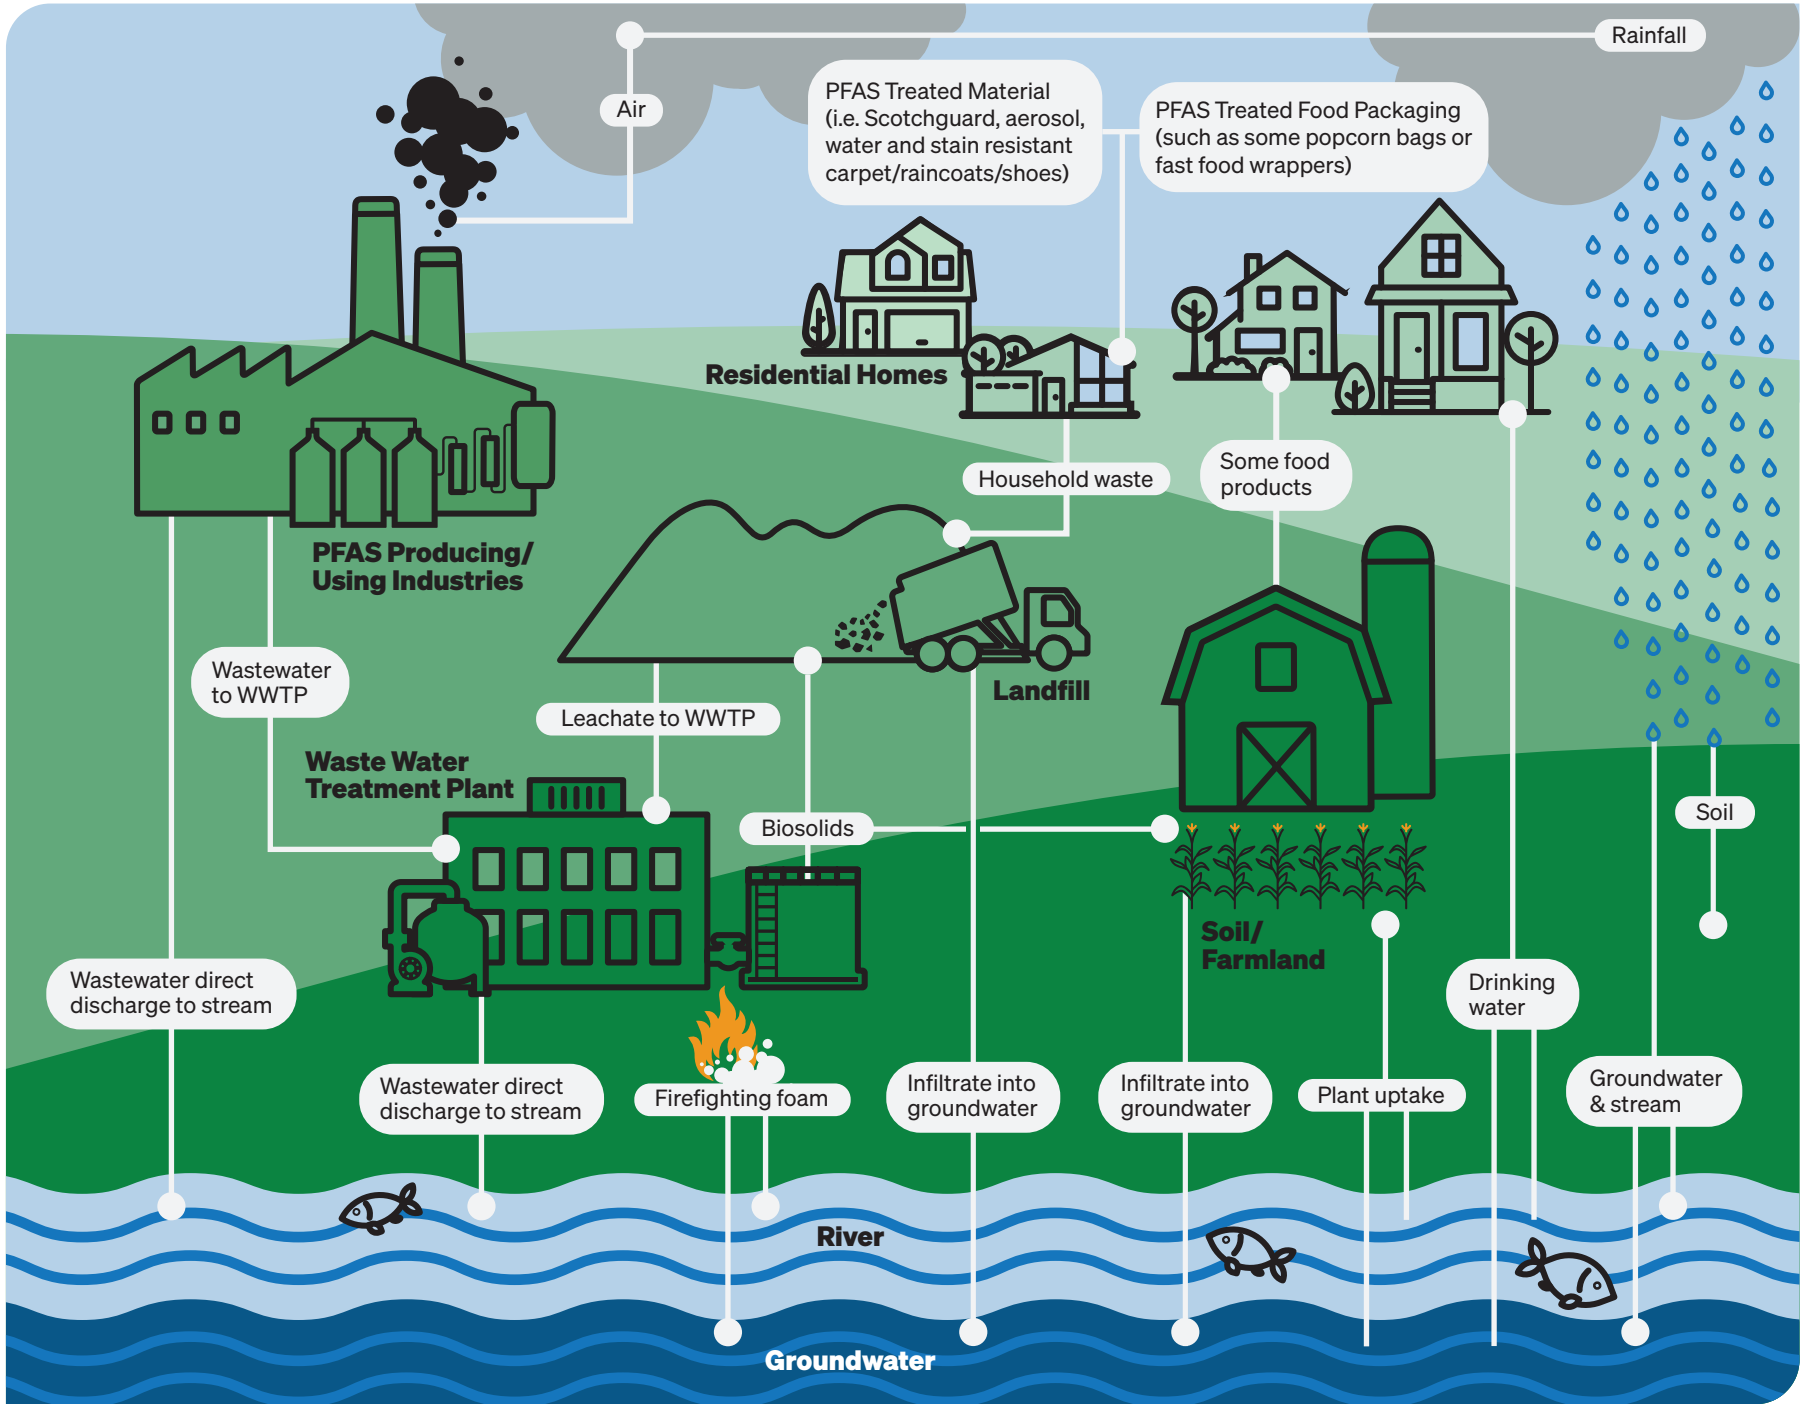 Rainfall
Air
PFAS Treated Material
(i.e. Scotchguard, aerosol,
water and stain resistant
carpet/raincoats/shoes)
PFAS Treated Food Packaging
(such as some popcorn bags or
fast food wrappers)
Residential Homes
Household waste
Some food
products
PFAS Producing/
Using Industries
Wastewater
to WWTP
Leachate to WWTP
Landfill
Waste Water
Treatment Plant
Biosolids
Soil
Soil/
Farmland
Wastewater direct
discharge to stream
Drinking
water
Wastewater direct
discharge to stream
Firefighting foam
Infiltrate into
groundwater
Infiltrate into
groundwater
Plant uptake
Groundwater
& stream
River
Groundwater